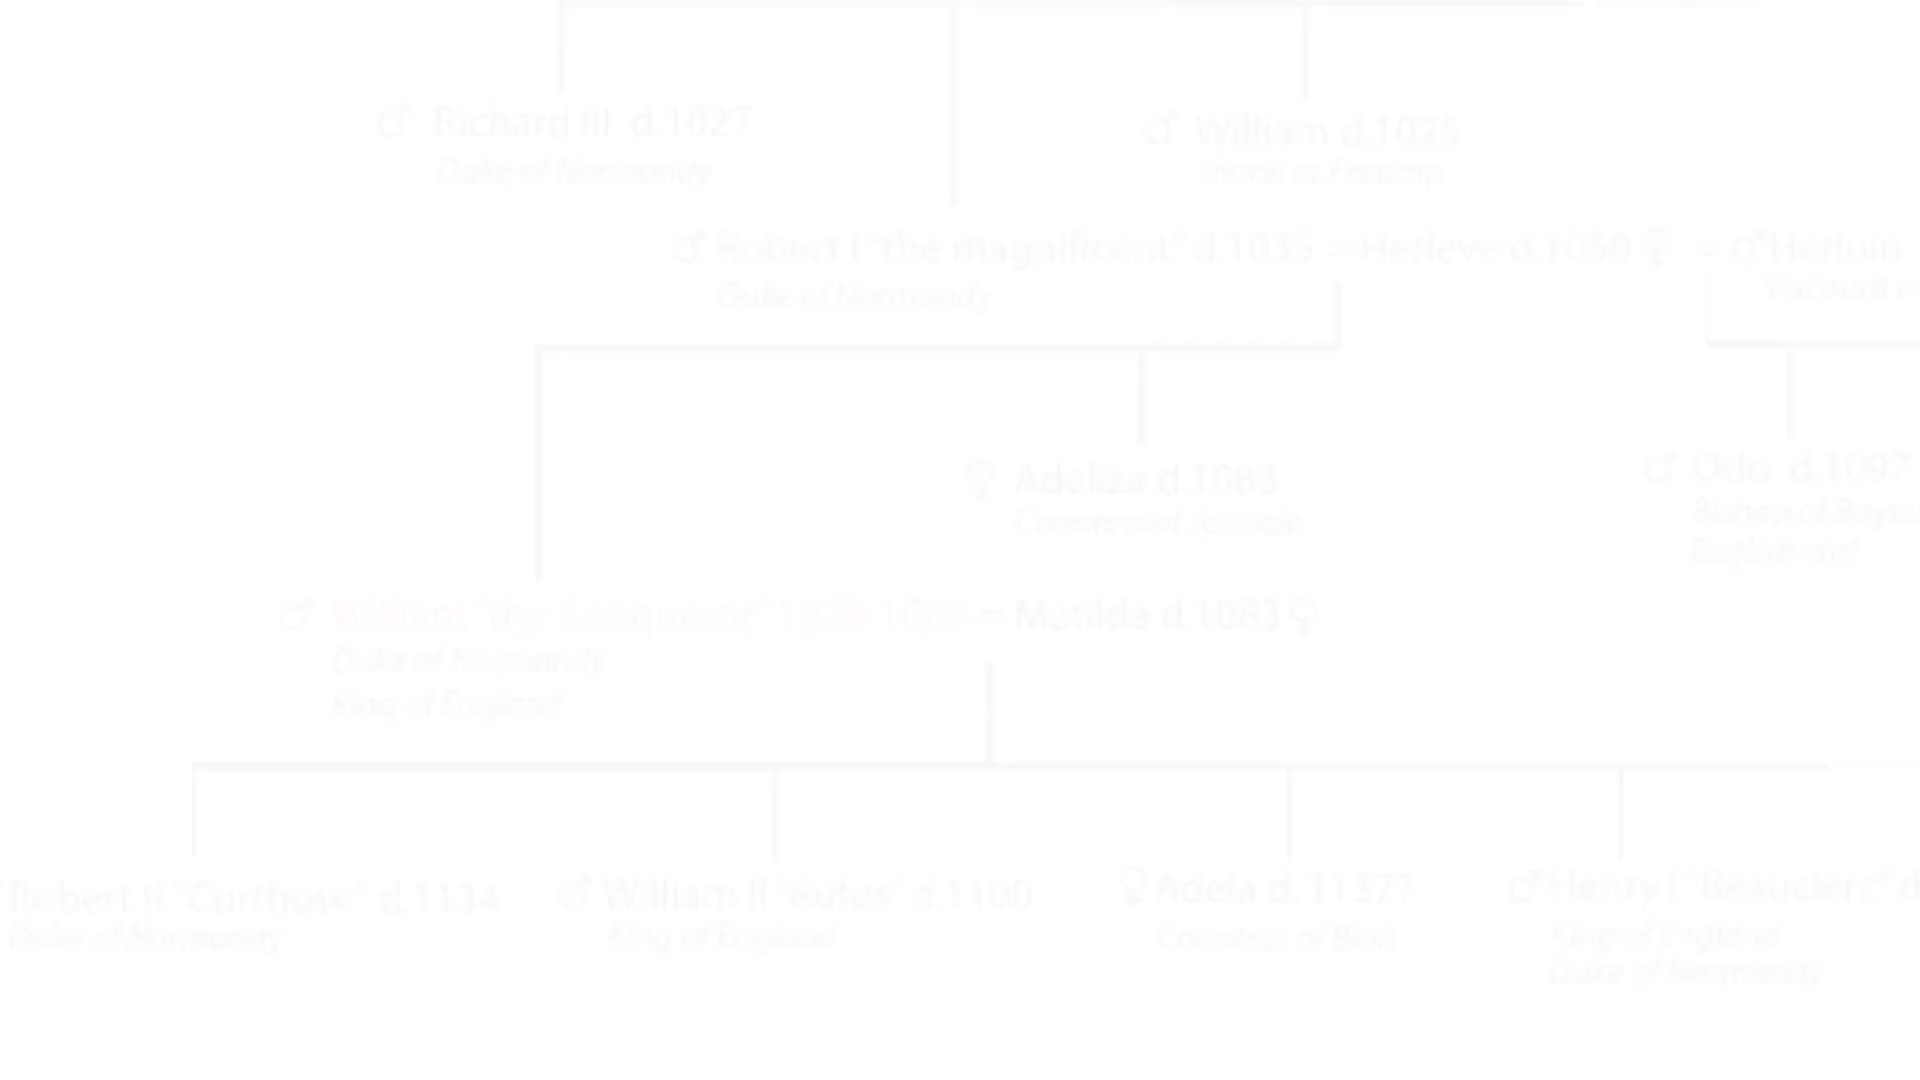 ♂ Richard III d.1027
Duke of Normandy
♂ William d.1025
monk at Fecamp
♂ Robert I "the magnificent" d.1035 = Herleve d.1050 ♀ = ♂ Herluin
Duke of Normandy
Viscount
♀ Adeliza d.1083
Countess of
♂ Odo d.1097
Bishop of Bayeu
English earl
♂ William "the Conqueror" 1028-1087 = Matilda d.1083 ♀
Duke of Normandy
King of England
Robert II "Curthose" d.1134
Duke of Normandy
♂ William II "Rufus" d.1100
King of England
♀ Adela d. 1137?
Countess of Blois
♂ Henry I "Beauclerc" d
King of England
Duke of Normandy